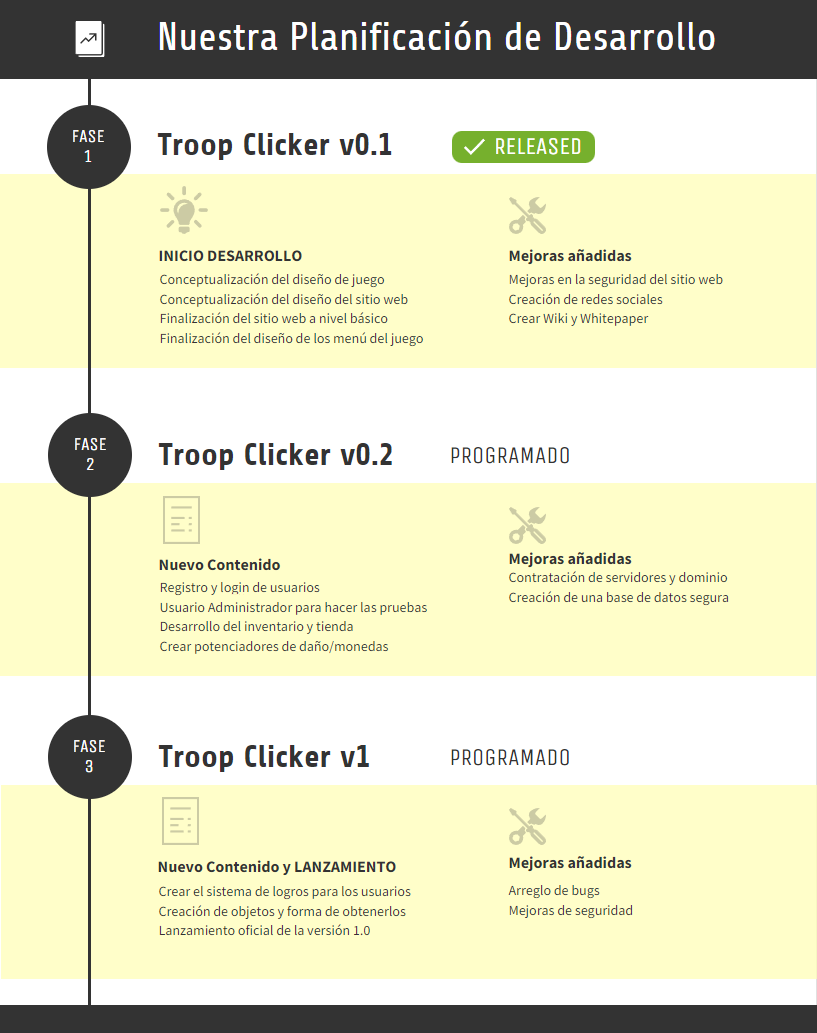 Nuestra Planificación de Desarrollo
FASE
1
Troop Clicker v0.1
RELEASED
INICIO DESARROLLO
Conceptualización del diseño de juego
Conceptualización del diseño del sitio web
Finalización del sitio web a nivel básico
Finalización del diseño de los menú del juego
Mejoras añadidas
Mejoras en la seguridad del sitio web
Creación de redes sociales
Crear Wiki y Whitepaper
FASE
2
Troop Clicker v0.2
PROGRAMADO
Nuevo Contenido
Registro y login de usuarios
Usuario Administrador para hacer las pruebas
Desarrollo del inventario y tienda
Crear potenciadores de daño/monedas
Mejoras añadidas
Contratación de servidores y dominio
Creación de una base de datos segura
FASE
3
Troop Clicker v1
PROGRAMADO
Nuevo Contenido y LANZAMIENTO
Crear el sistema de logros para los usuarios
Creación de objetos y forma de obtenerlos
Lanzamiento oficial de la versión 1.0
Mejoras añadidas
Arreglo de bugs
Mejoras de seguridad